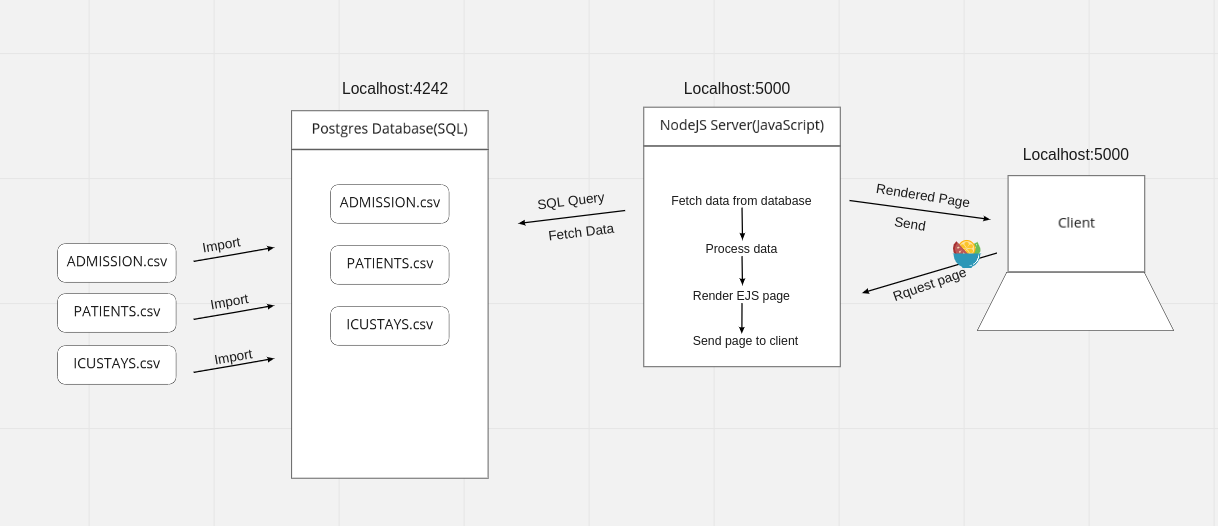 Localhost:4242
Postgres Database(SQL)
ADMISSION.csv
PATIENTS.csv
ICUSTAYS.csv
ADMISSION.csv
PATIENTS.csv
ICUSTAYS.csv
Import
Import
Import
SQL Query
Fetch Data
Localhost:5000
NodeJS Server(JavaScript)
Fetch data from database
Process data
Render EJS page
Send page to client
Rendered Page
Send
Rquest page
Localhost:5000
Client